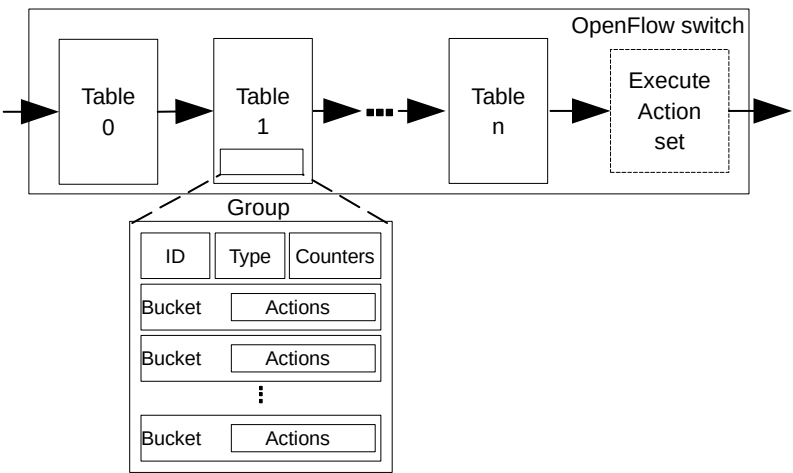 OpenFlow switch
Table
0
Table
1
Table
n
Execute
Action
set
Group
ID
Type
Counters
Bucket
Actions
Bucket
Actions
Bucket
Actions